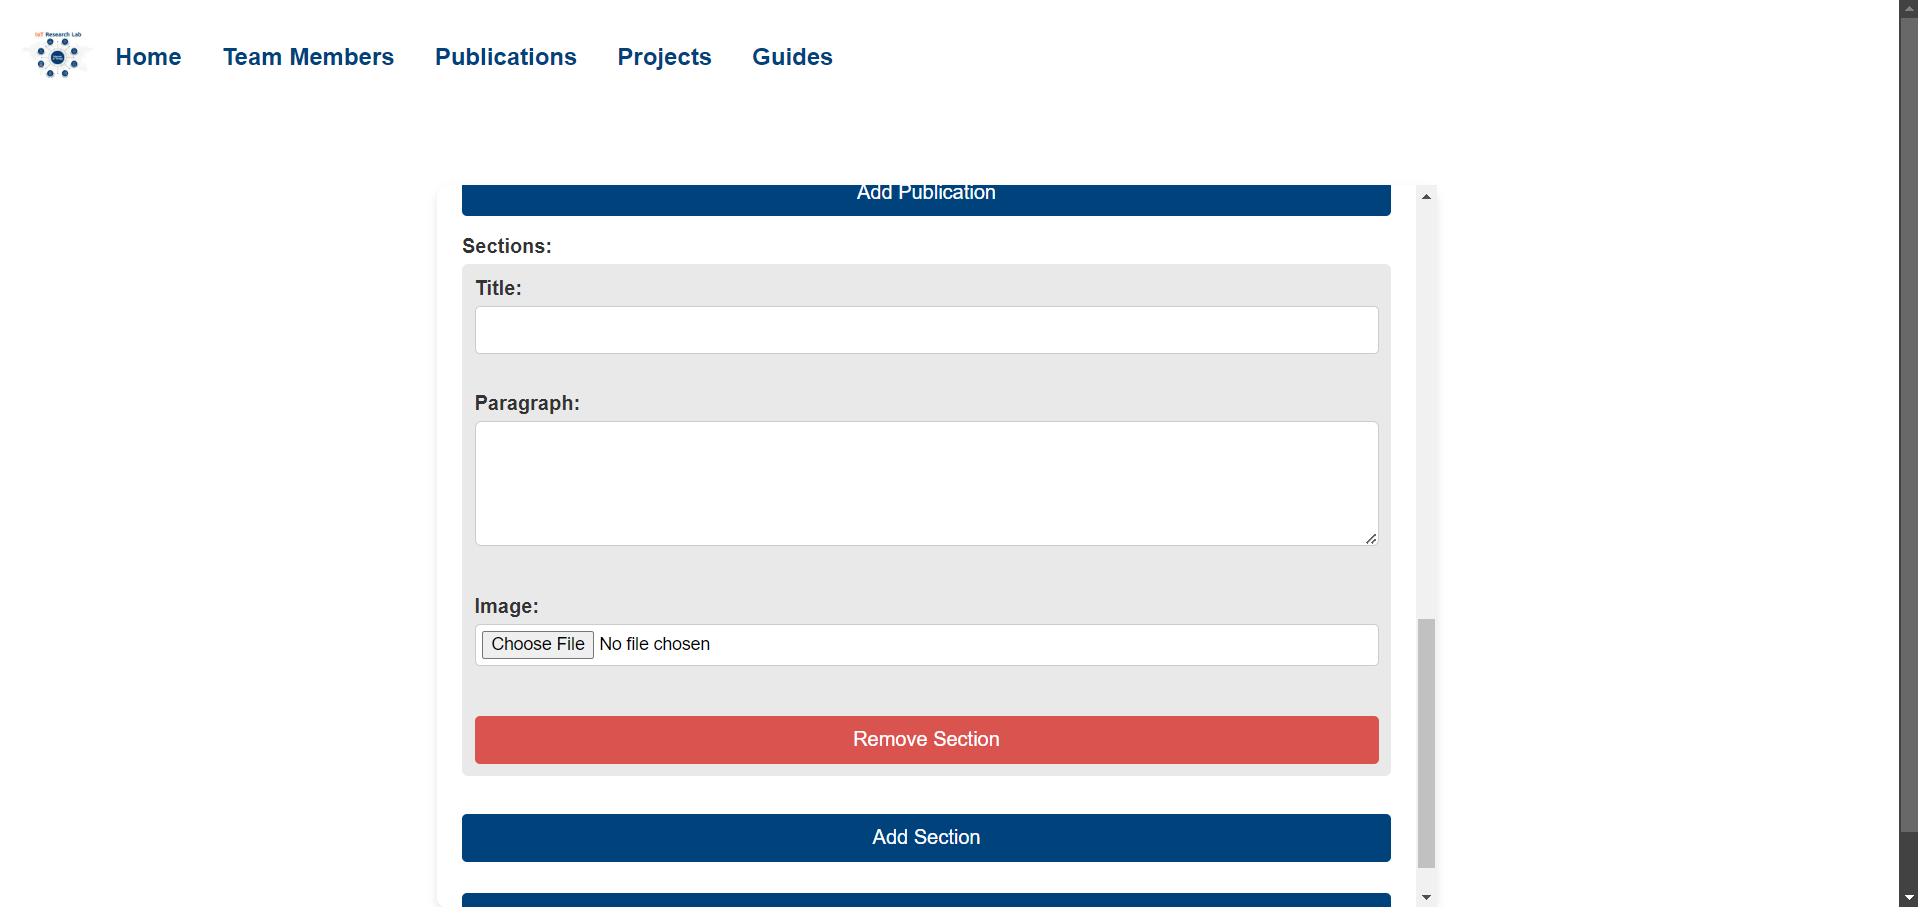 IoT Research Lab
Home
Team Members
Publications
Projects
Guides
Add Publication
Sections:
Title:
Paragraph:
Image:
Choose File No file chosen
Remove Section
Add Section